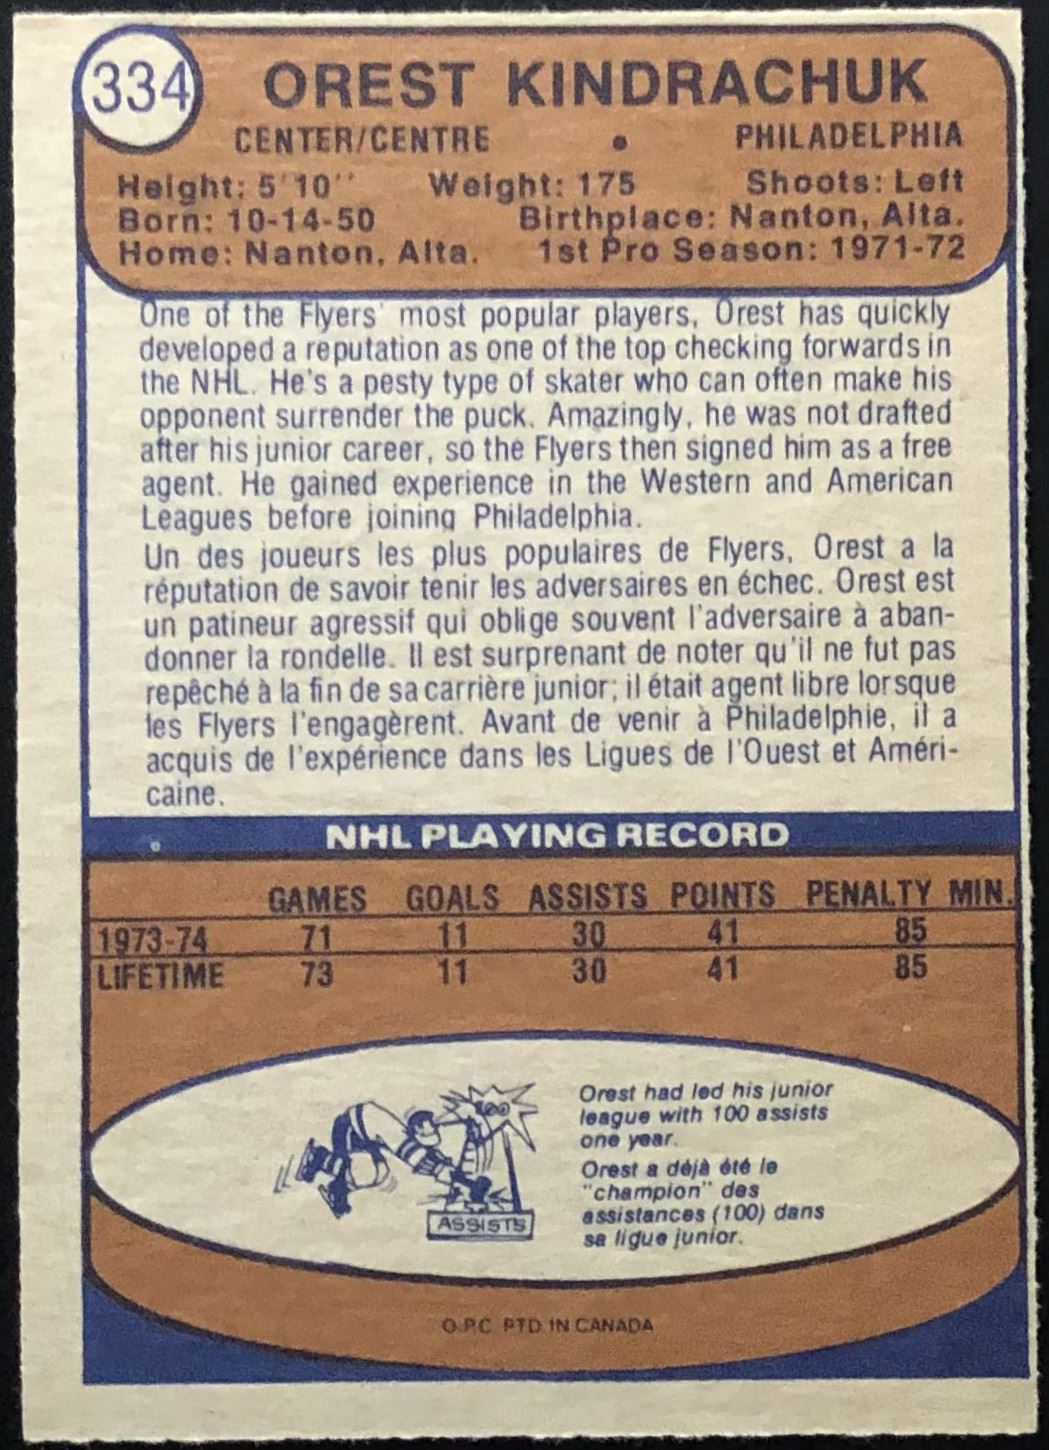 334
OREST KINDRACHUK
CENTER/CENTRE • PHILADELPHIA
Height: 5'10'' Weight: 175 Shoots: Left
Born: 10-14-50 Birthplace: Nanton, Alta.
Home: Nanton, Alta. 1st Pro Season: 1971-72
One of the Flyers' most popular players, Orest has quickly
developed a reputation as one of the top checking forwards in
the NHL. He's a pesty type of skater who can often make his
opponent surrender the puck. Amazingly, he was not drafted
after his junior career, so the Flyers then signed him as a free
agent. He gained experience in the Western and American
Leagues before joining Philadelphia.
Un des joueurs les plus populaires de Flyers, Orest a la
réputation de savoir tenir les adversaires en échec. Orest est
un patineur agressif qui oblige souvent l'adversaire à aban-
donner la rondelle. Il est surprenant de noter qu'il ne fut pas
repêché à la fin de sa carrière junior; il était agent libre lorsque
les Flyers l'engagèrent. Avant de venir à Philadelphie, il a
acquis de l'expérience dans les Ligues de l'Ouest et Améri-
caine.
NHL PLAYING RECORD
GAMES GOALS ASSISTS POINTS PENALTY MIN.
1973-74 71 11 30 41 85
LIFETIME 73 11 30 41 85
100
ASSISTS
Orest had led his junior
league with 100 assists
one year.
Orest a déjà été le
"champion" des
assistances (100) dans
sa ligue junior.
O.P.C. PTD. IN CANADA